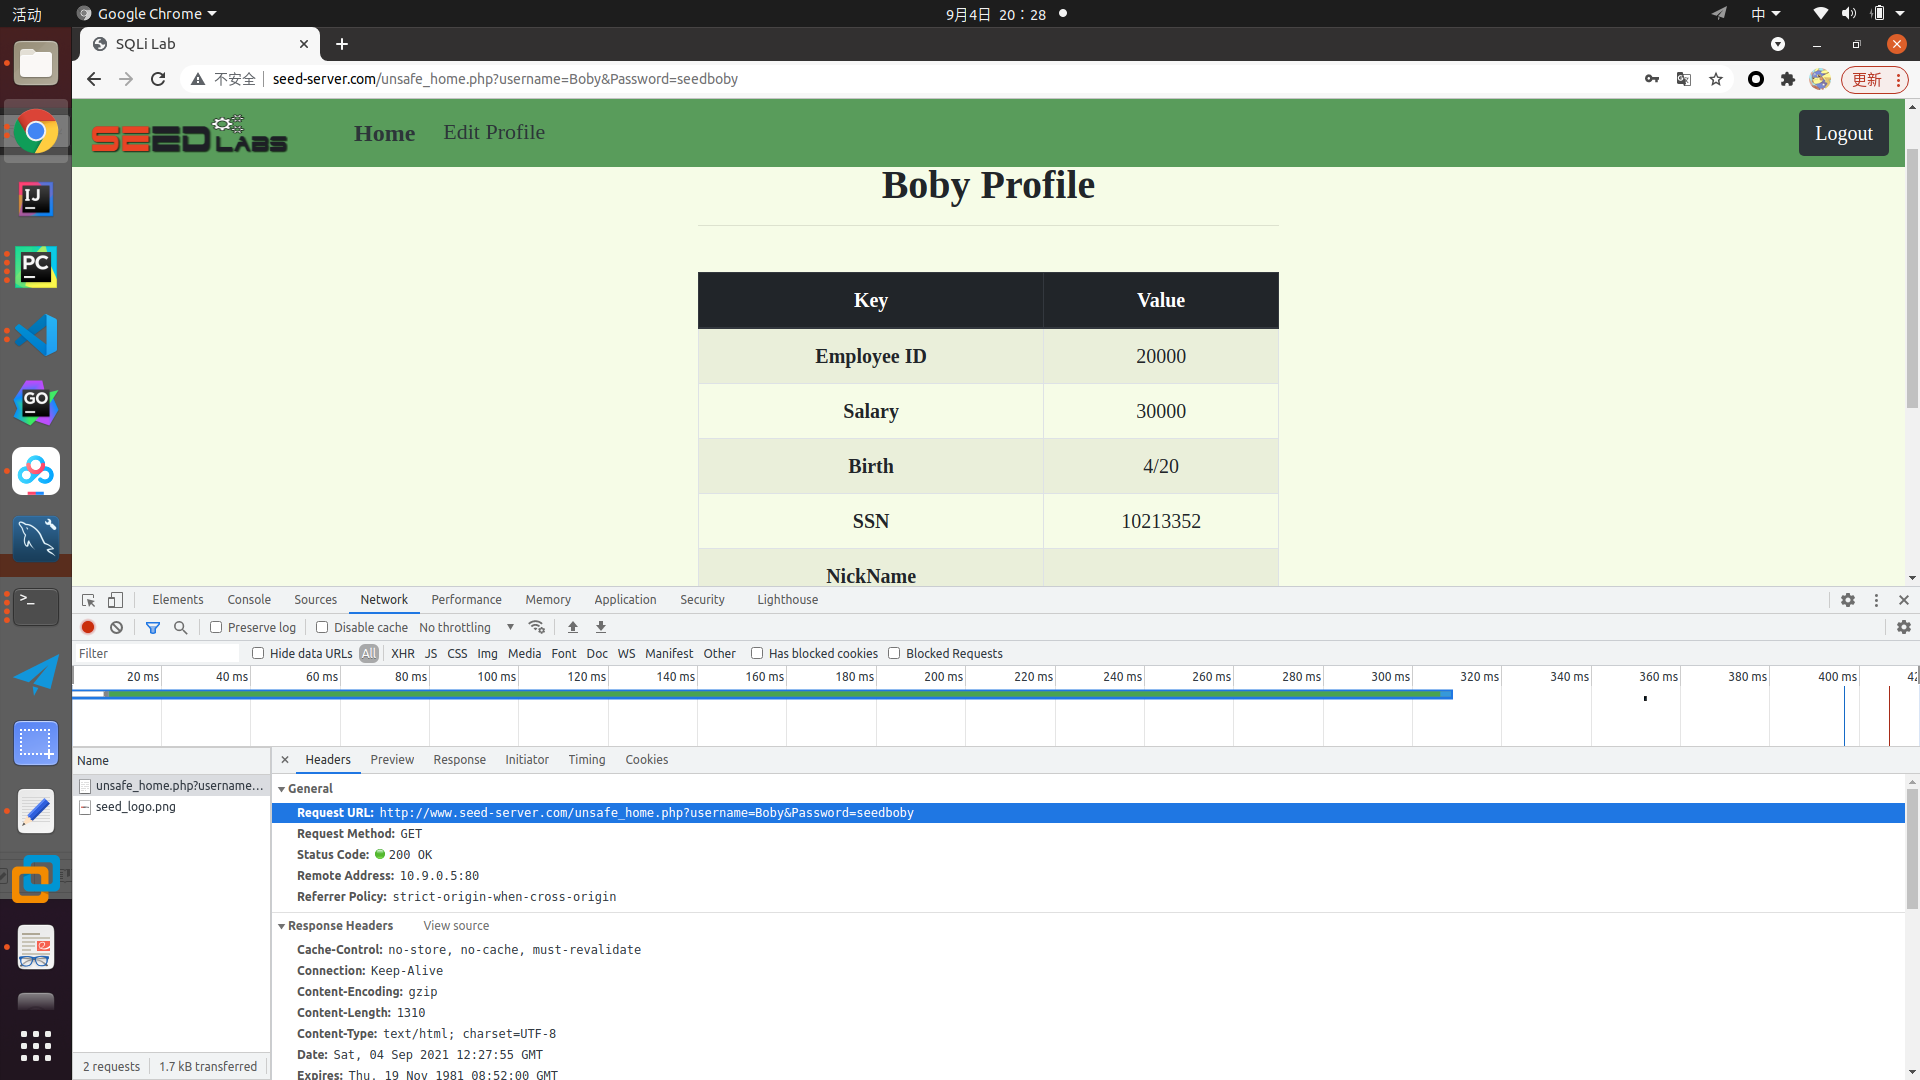 活动 Google Chrome 9月4日 20：28 中
SQLi Lab
不安全 seed-server.com/unsafe_home.php?username=Boby&Password=seedboby 更新
SEED LABS Home Edit Profile Logout
Boby Profile
Key Value
Employee ID 20000
Salary 30000
Birth 4/20
SSN 10213352
NickName
Elements Console Sources Network Performance Memory Application Security Lighthouse
Preserve log Disable cache No throttling
Filter Hide data URLs All XHR JS CSS Img Media Font Doc WS Manifest Other Has blocked cookies Blocked Requests
20 ms 40 ms 60 ms 80 ms 100 ms 120 ms 140 ms 160 ms 180 ms 200 ms 220 ms 240 ms 260 ms 280 ms 300 ms 320 ms 340 ms 360 ms 380 ms 400 ms
Name
unsafe_home.php?username...
seed_logo.png
2 requests 1.7 kB transferred
Headers Preview Response Initiator Timing Cookies
General
Request URL: http://www.seed-server.com/unsafe_home.php?username=Boby&Password=seedboby
Request Method: GET
Status Code: 200 OK
Remote Address: 10.9.0.5:80
Referrer Policy: strict-origin-when-cross-origin
Response Headers View source
Cache-Control: no-store, no-cache, must-revalidate
Connection: Keep-Alive
Content-Encoding: gzip
Content-Length: 1310
Content-Type: text/html; charset=UTF-8
Date: Sat, 04 Sep 2021 12:27:55 GMT
Expires: Thu, 19 Nov 1981 08:52:00 GMT